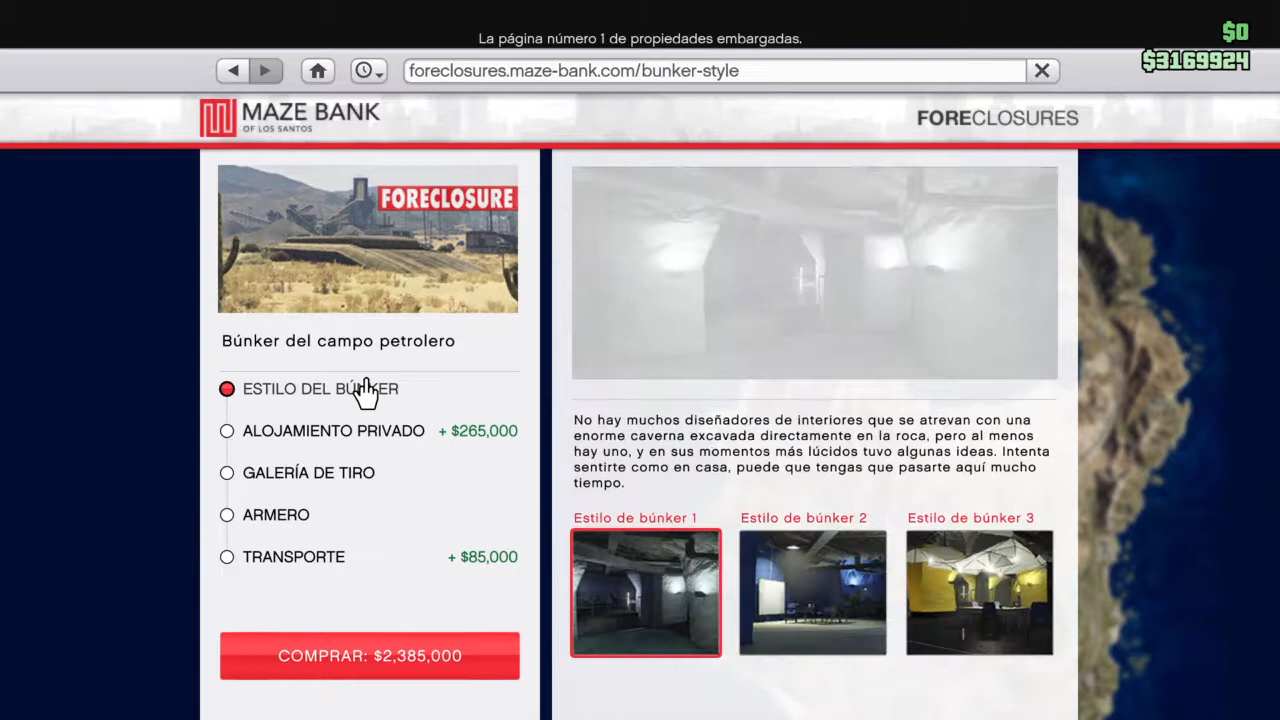 La página número 1 de propiedades embargadas.
$0
$3169924
foreclosures.maze-bank.com/bunker-style
MAZE BANK
OF LOS SANTOS
FORECLOSURES
FORECLOSURE
Búnker del campo petrolero
ESTILO DEL BÚNKER
ALOJAMIENTO PRIVADO + $265,000
GALERÍA DE TIRO
ARMERO
TRANSPORTE + $85,000
COMPRAR: $2,385,000
No hay muchos diseñadores de interiores que se atrevan con una
enorme caverna excavada directamente en la roca, pero al menos
hay uno, y en sus momentos más lúcidos tuvo algunas ideas. Intenta
sentirte como en casa, puede que tengas que pasarte aquí mucho
tiempo.
Estilo de búnker 1
Estilo de búnker 2
Estilo de búnker 3